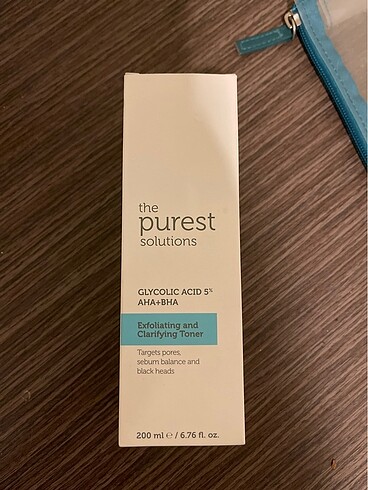 the
purest
solutions
GLYCOLIC ACID 5%
AHA+BHA
Exfoliating and
Clarifying Toner
Targets pores,
sebum balance and
black heads
200 ml ℮ / 6.76 fl. oz.